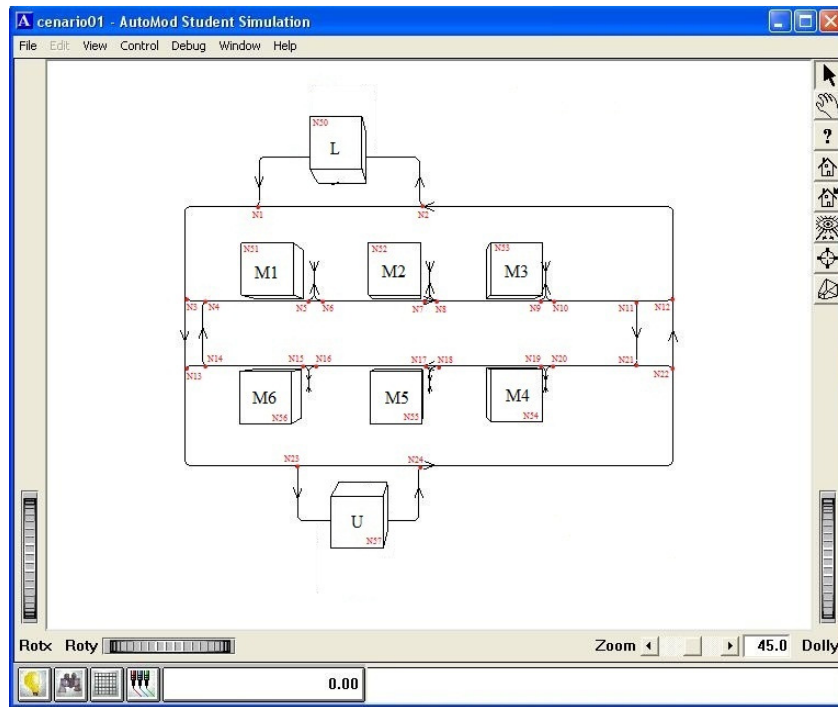 A cenario01 - AutoMod Student Simulation
File Edit View Control Debug Window Help
?
N50
L
N1
N2
N51
M1
N52
M2
N53
M3
N3
N4
N5
N6
N7
N8
N9
N10
N11
N12
N13
N14
N15
N16
N17
N18
N19
N20
N21
N22
M6
N56
M5
N55
M4
N54
N23
N24
U
N57
Rotx Roty
Zoom 45.0 Dolly
0.00